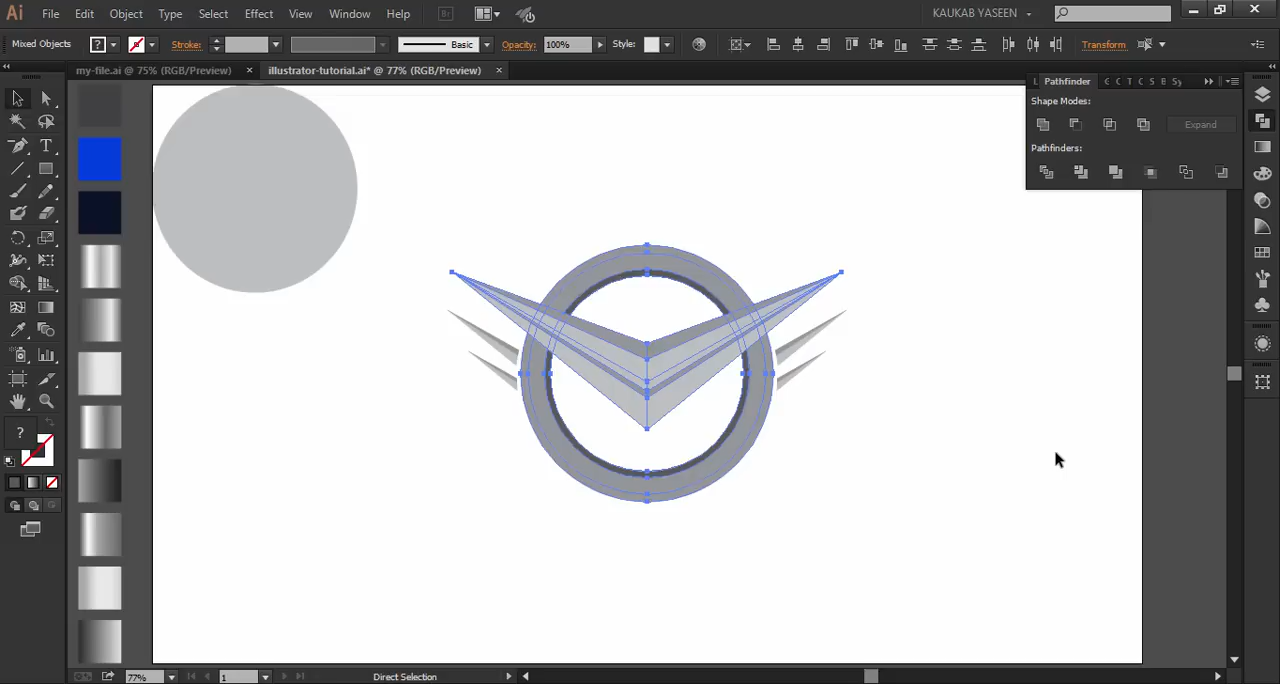 Ai File Edit Object Type Select Effect View Window Help Br KAUKAB YASEEN
Mixed Objects ? Stroke: Basic Opacity: 100% Style: Transform
my-file.ai @ 75% (RGB/Preview) × illustrator-tutorial.ai* @ 77% (RGB/Preview) ×
L Pathfinder C C T C S B Sy
Shape Modes:
Expand
Pathfinders:
T
?
77% 1 Direct Selection